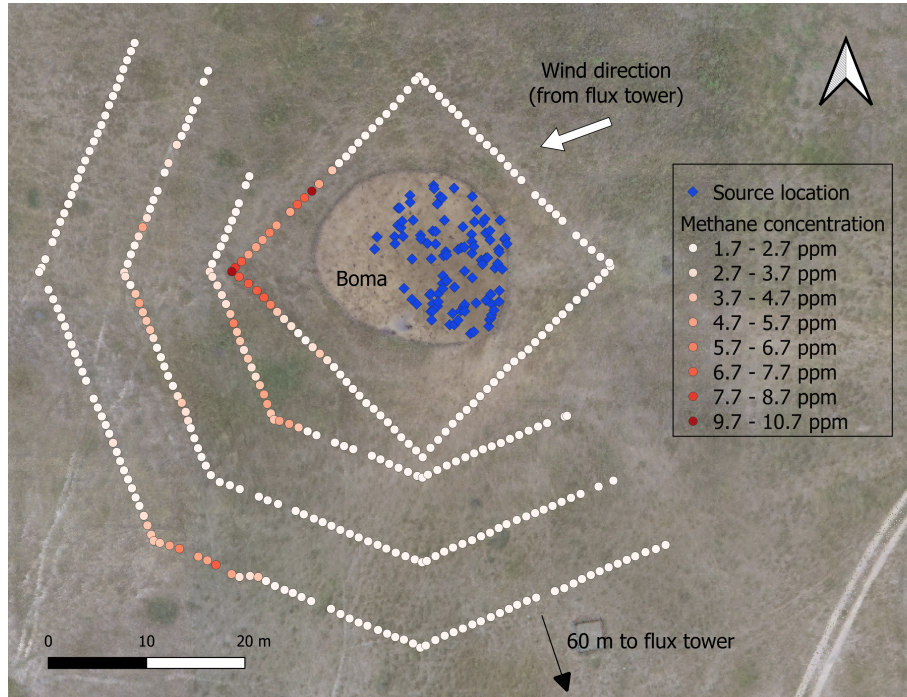 Wind direction
(from flux tower)
Source location
Methane concentration
1.7 - 2.7 ppm
2.7 - 3.7 ppm
3.7 - 4.7 ppm
4.7 - 5.7 ppm
5.7 - 6.7 ppm
6.7 - 7.7 ppm
7.7 - 8.7 ppm
9.7 - 10.7 ppm
Boma
0 10 20 m
60 m to flux tower